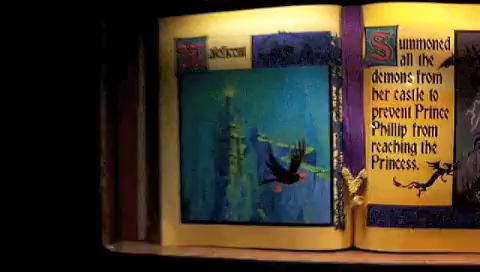 Maleficent
Summoned
all the
demons from
her castle to
prevent Prince
Phillip from
reaching the
Princess.